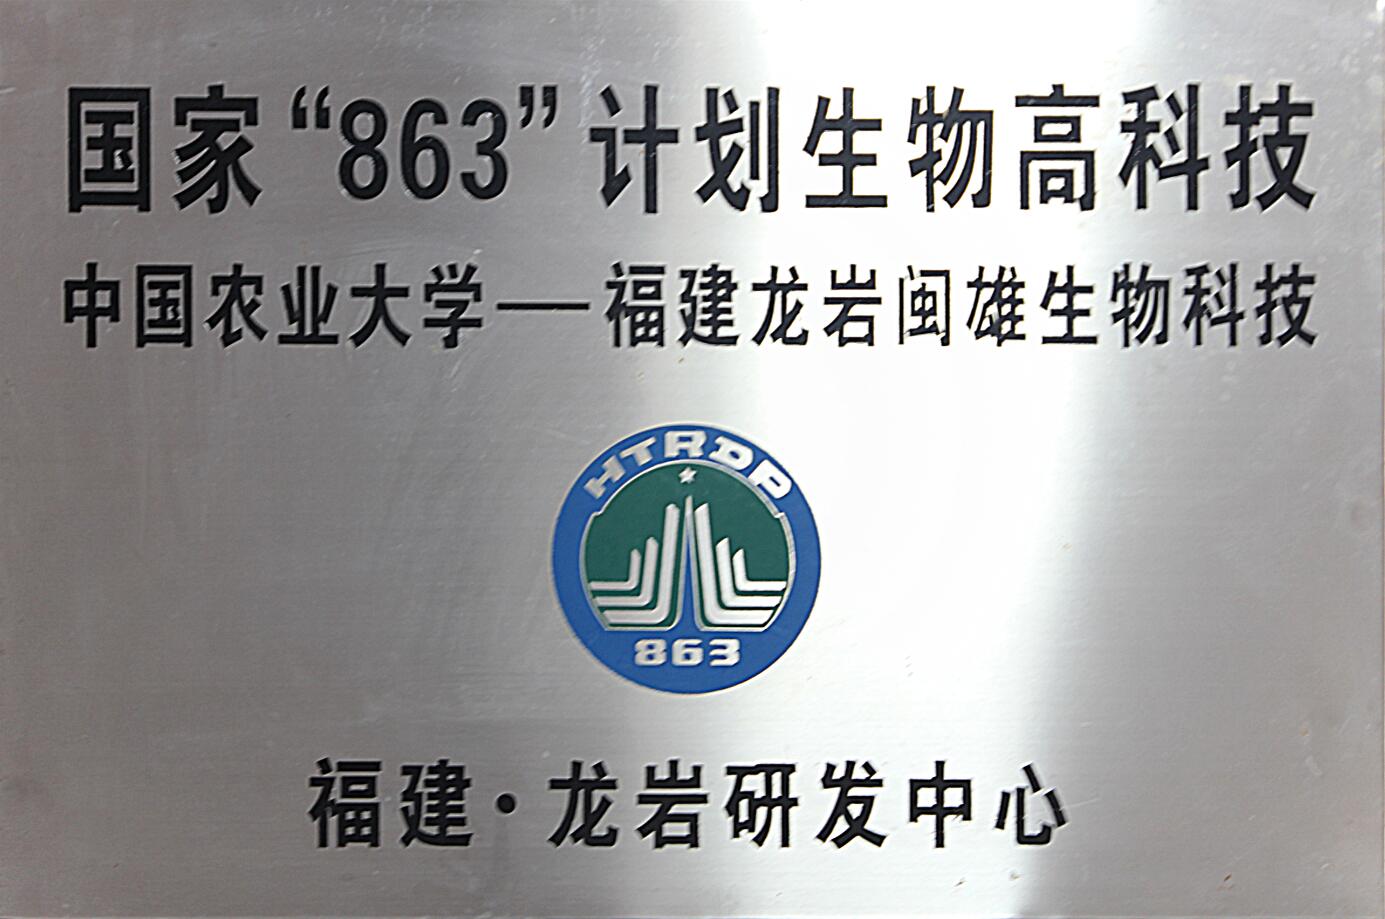 国家“863”计划生物高科技
中国农业大学—福建龙岩闽雄生物科技
HTRDP
863
福建·龙岩研发中心